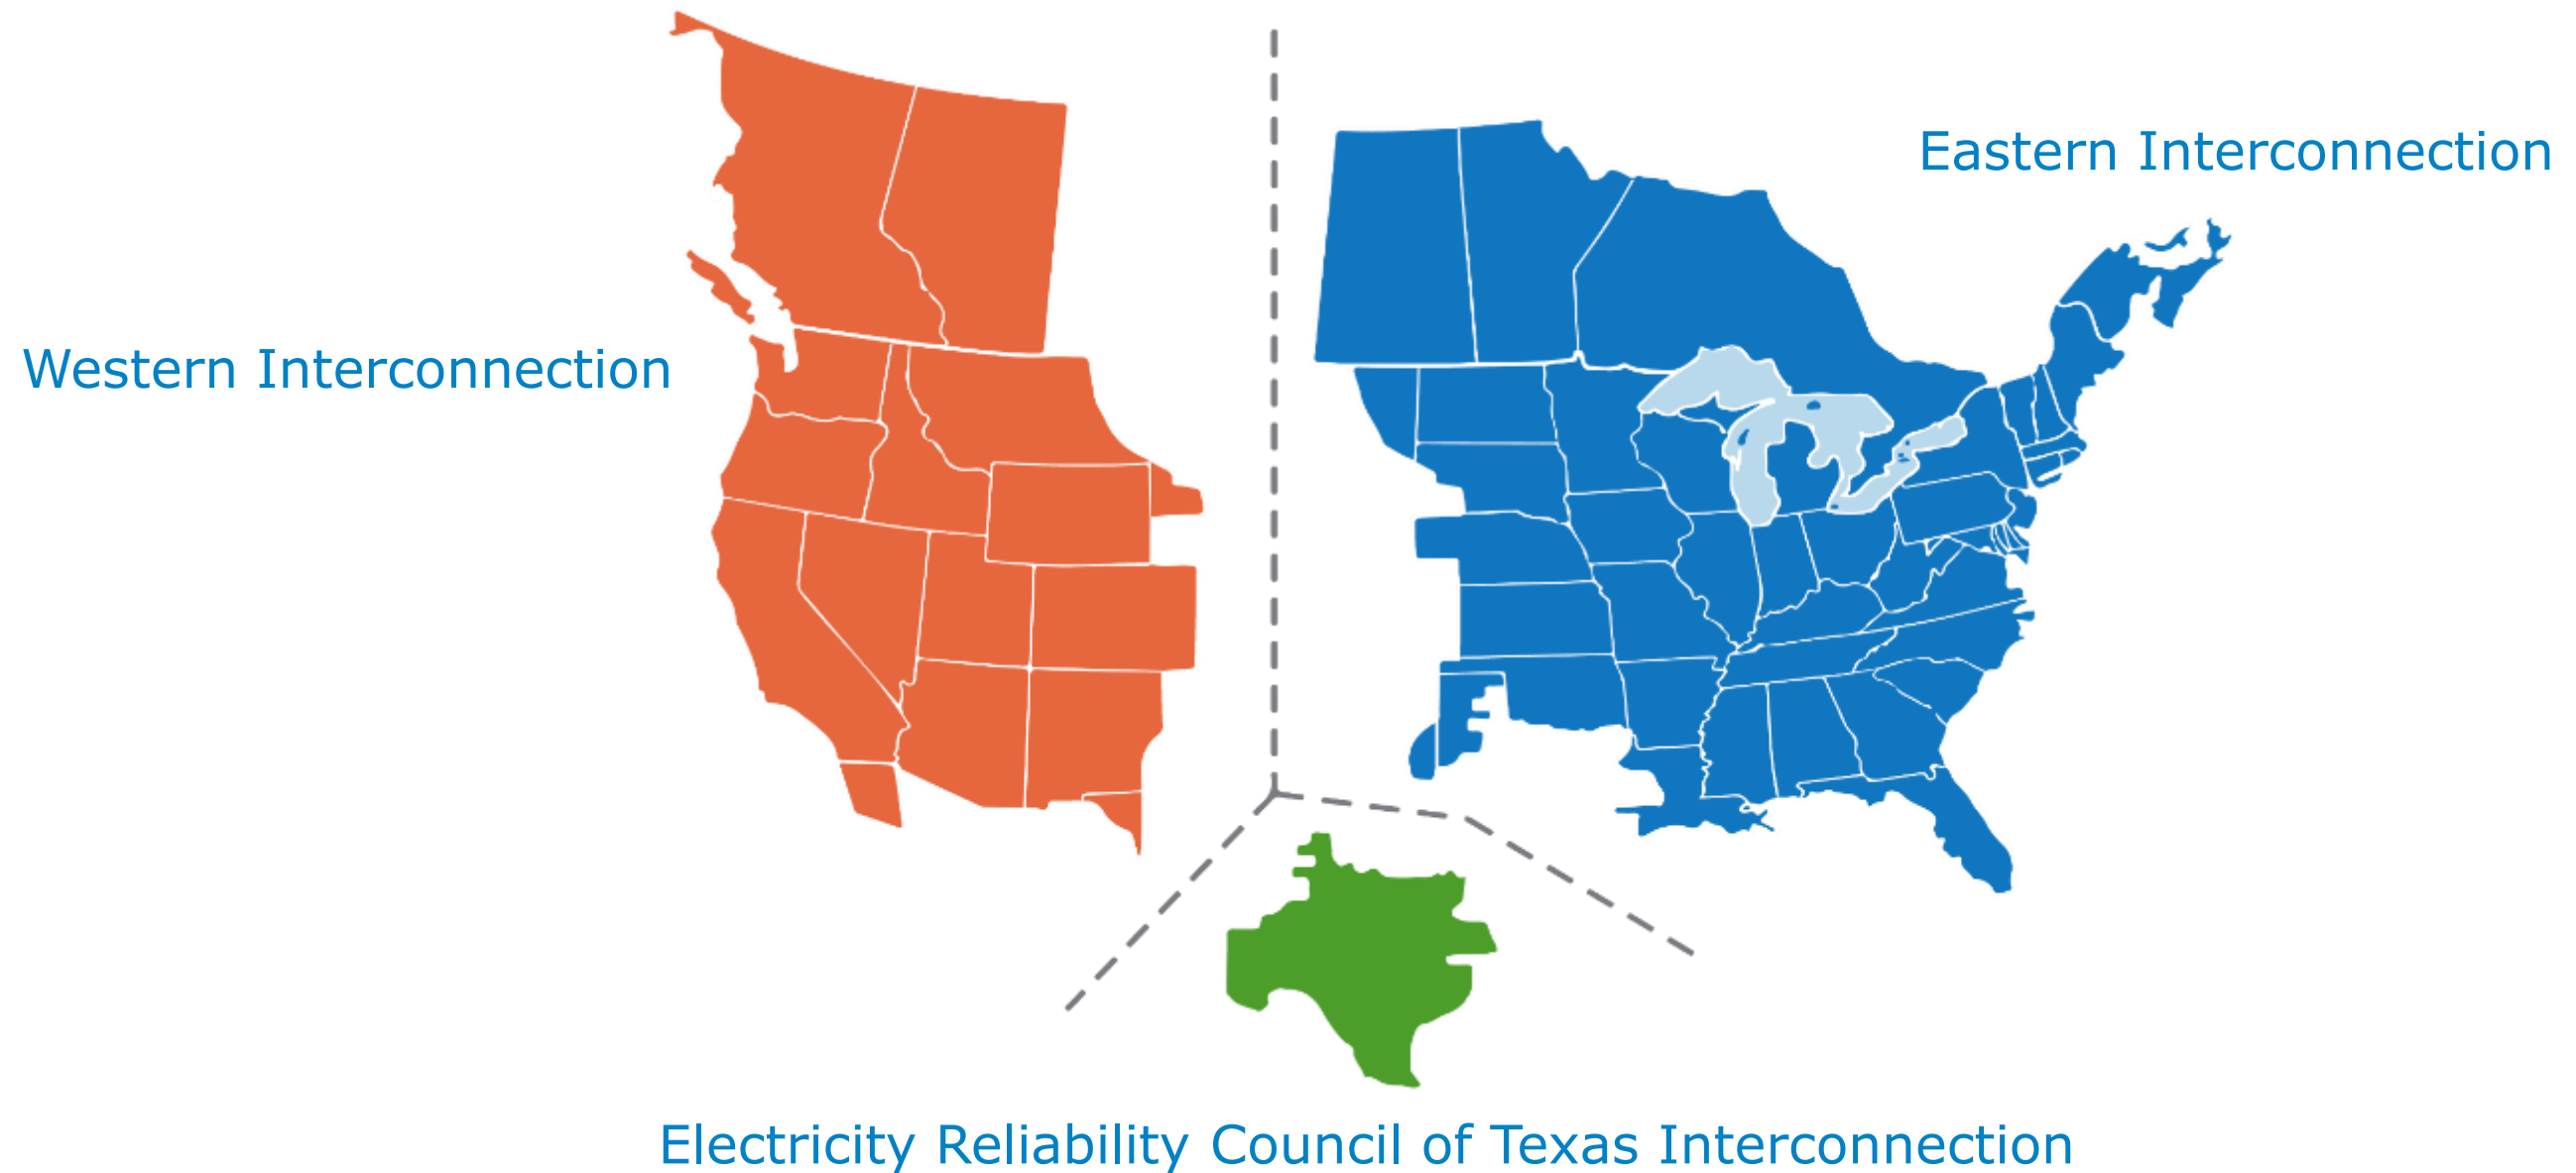 Eastern Interconnection
Western Interconnection
Electricity Reliability Council of Texas Interconnection